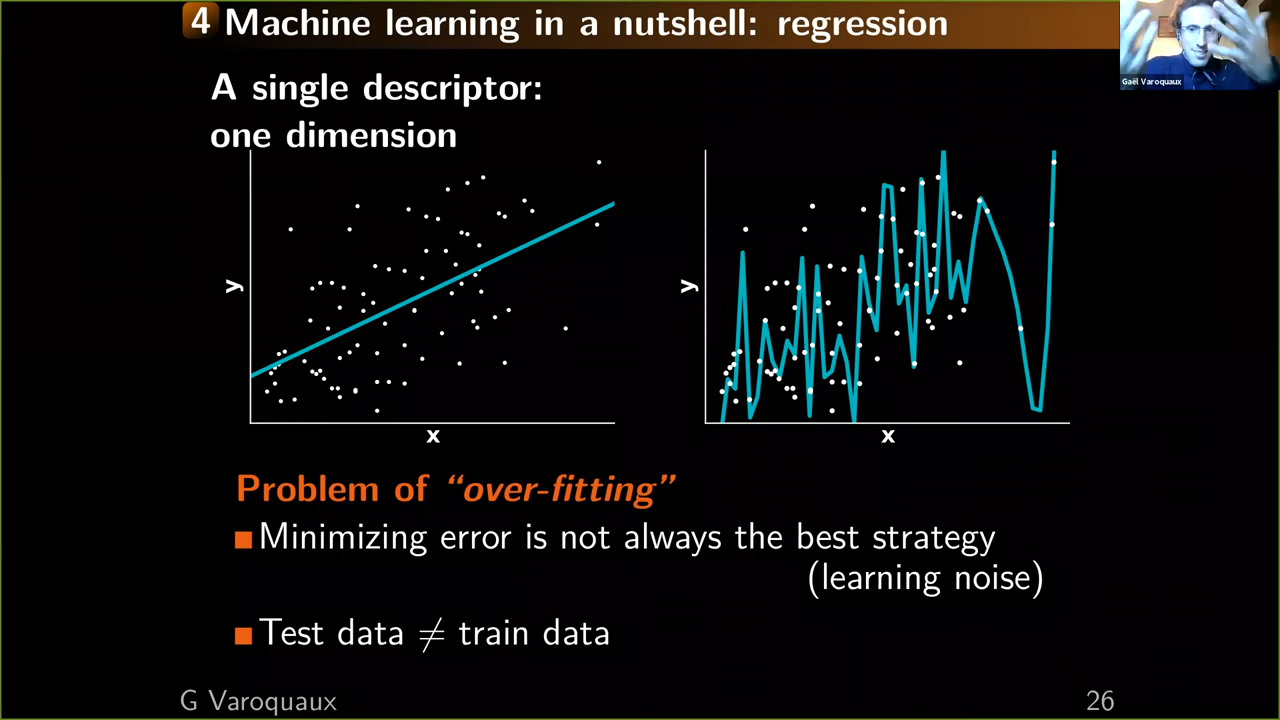 4 Machine learning in a nutshell: regression
Gaël Varoquaux
A single descriptor:
one dimension
y
x
y
x
Problem of “over-fitting”
Minimizing error is not always the best strategy
(learning noise)
Test data ≠ train data
G Varoquaux
26